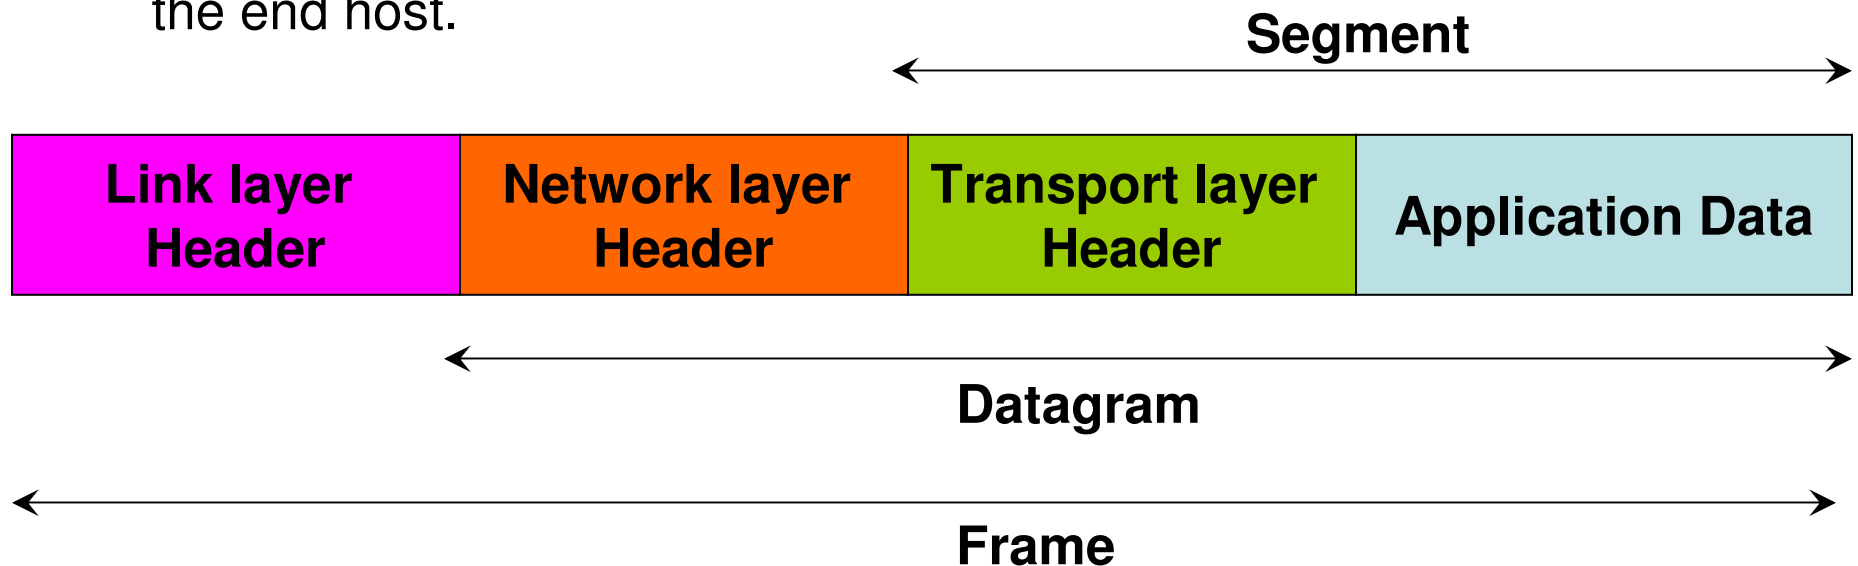 the end host.
Segment
Link layer
Header
Network layer
Header
Transport layer
Header
Application Data
Datagram
Frame